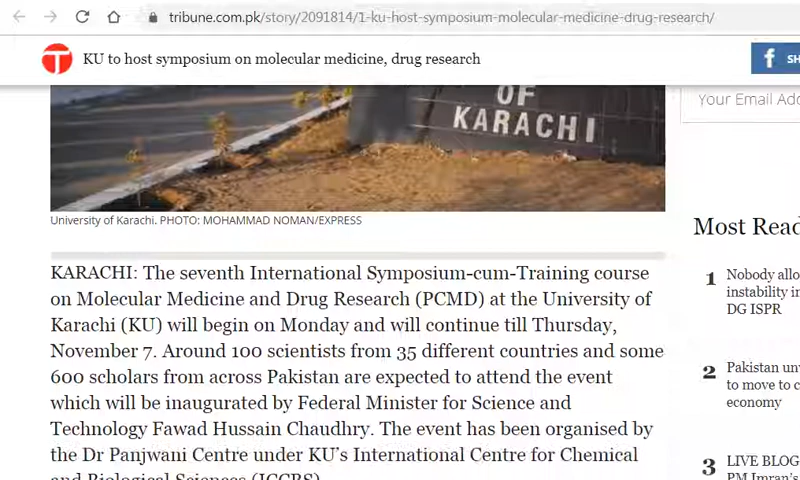 tribune.com.pk/story/2091814/1-ku-host-symposium-molecular-medicine-drug-research/
KU to host symposium on molecular medicine, drug research
OF
KARACHI
Your Email
University of Karachi. PHOTO: MOHAMMAD NOMAN/EXPRESS
KARACHI: The seventh International Symposium-cum-Training course
on Molecular Medicine and Drug Research (PCMD) at the University of
Karachi (KU) will begin on Monday and will continue till Thursday,
November 7. Around 100 scientists from 35 different countries and some
600 scholars from across Pakistan are expected to attend the event
which will be inaugurated by Federal Minister for Science and
Technology Fawad Hussain Chaudhry. The event has been organised by
the Dr Panjwani Centre under KU's International Centre for Chemical
and Biological Sciences (ICCBS).
Most
1 Nobody
instability
DG ISPR
2 Pakistan
to move to
economy
3 LIVE BLOG
PM Imran's